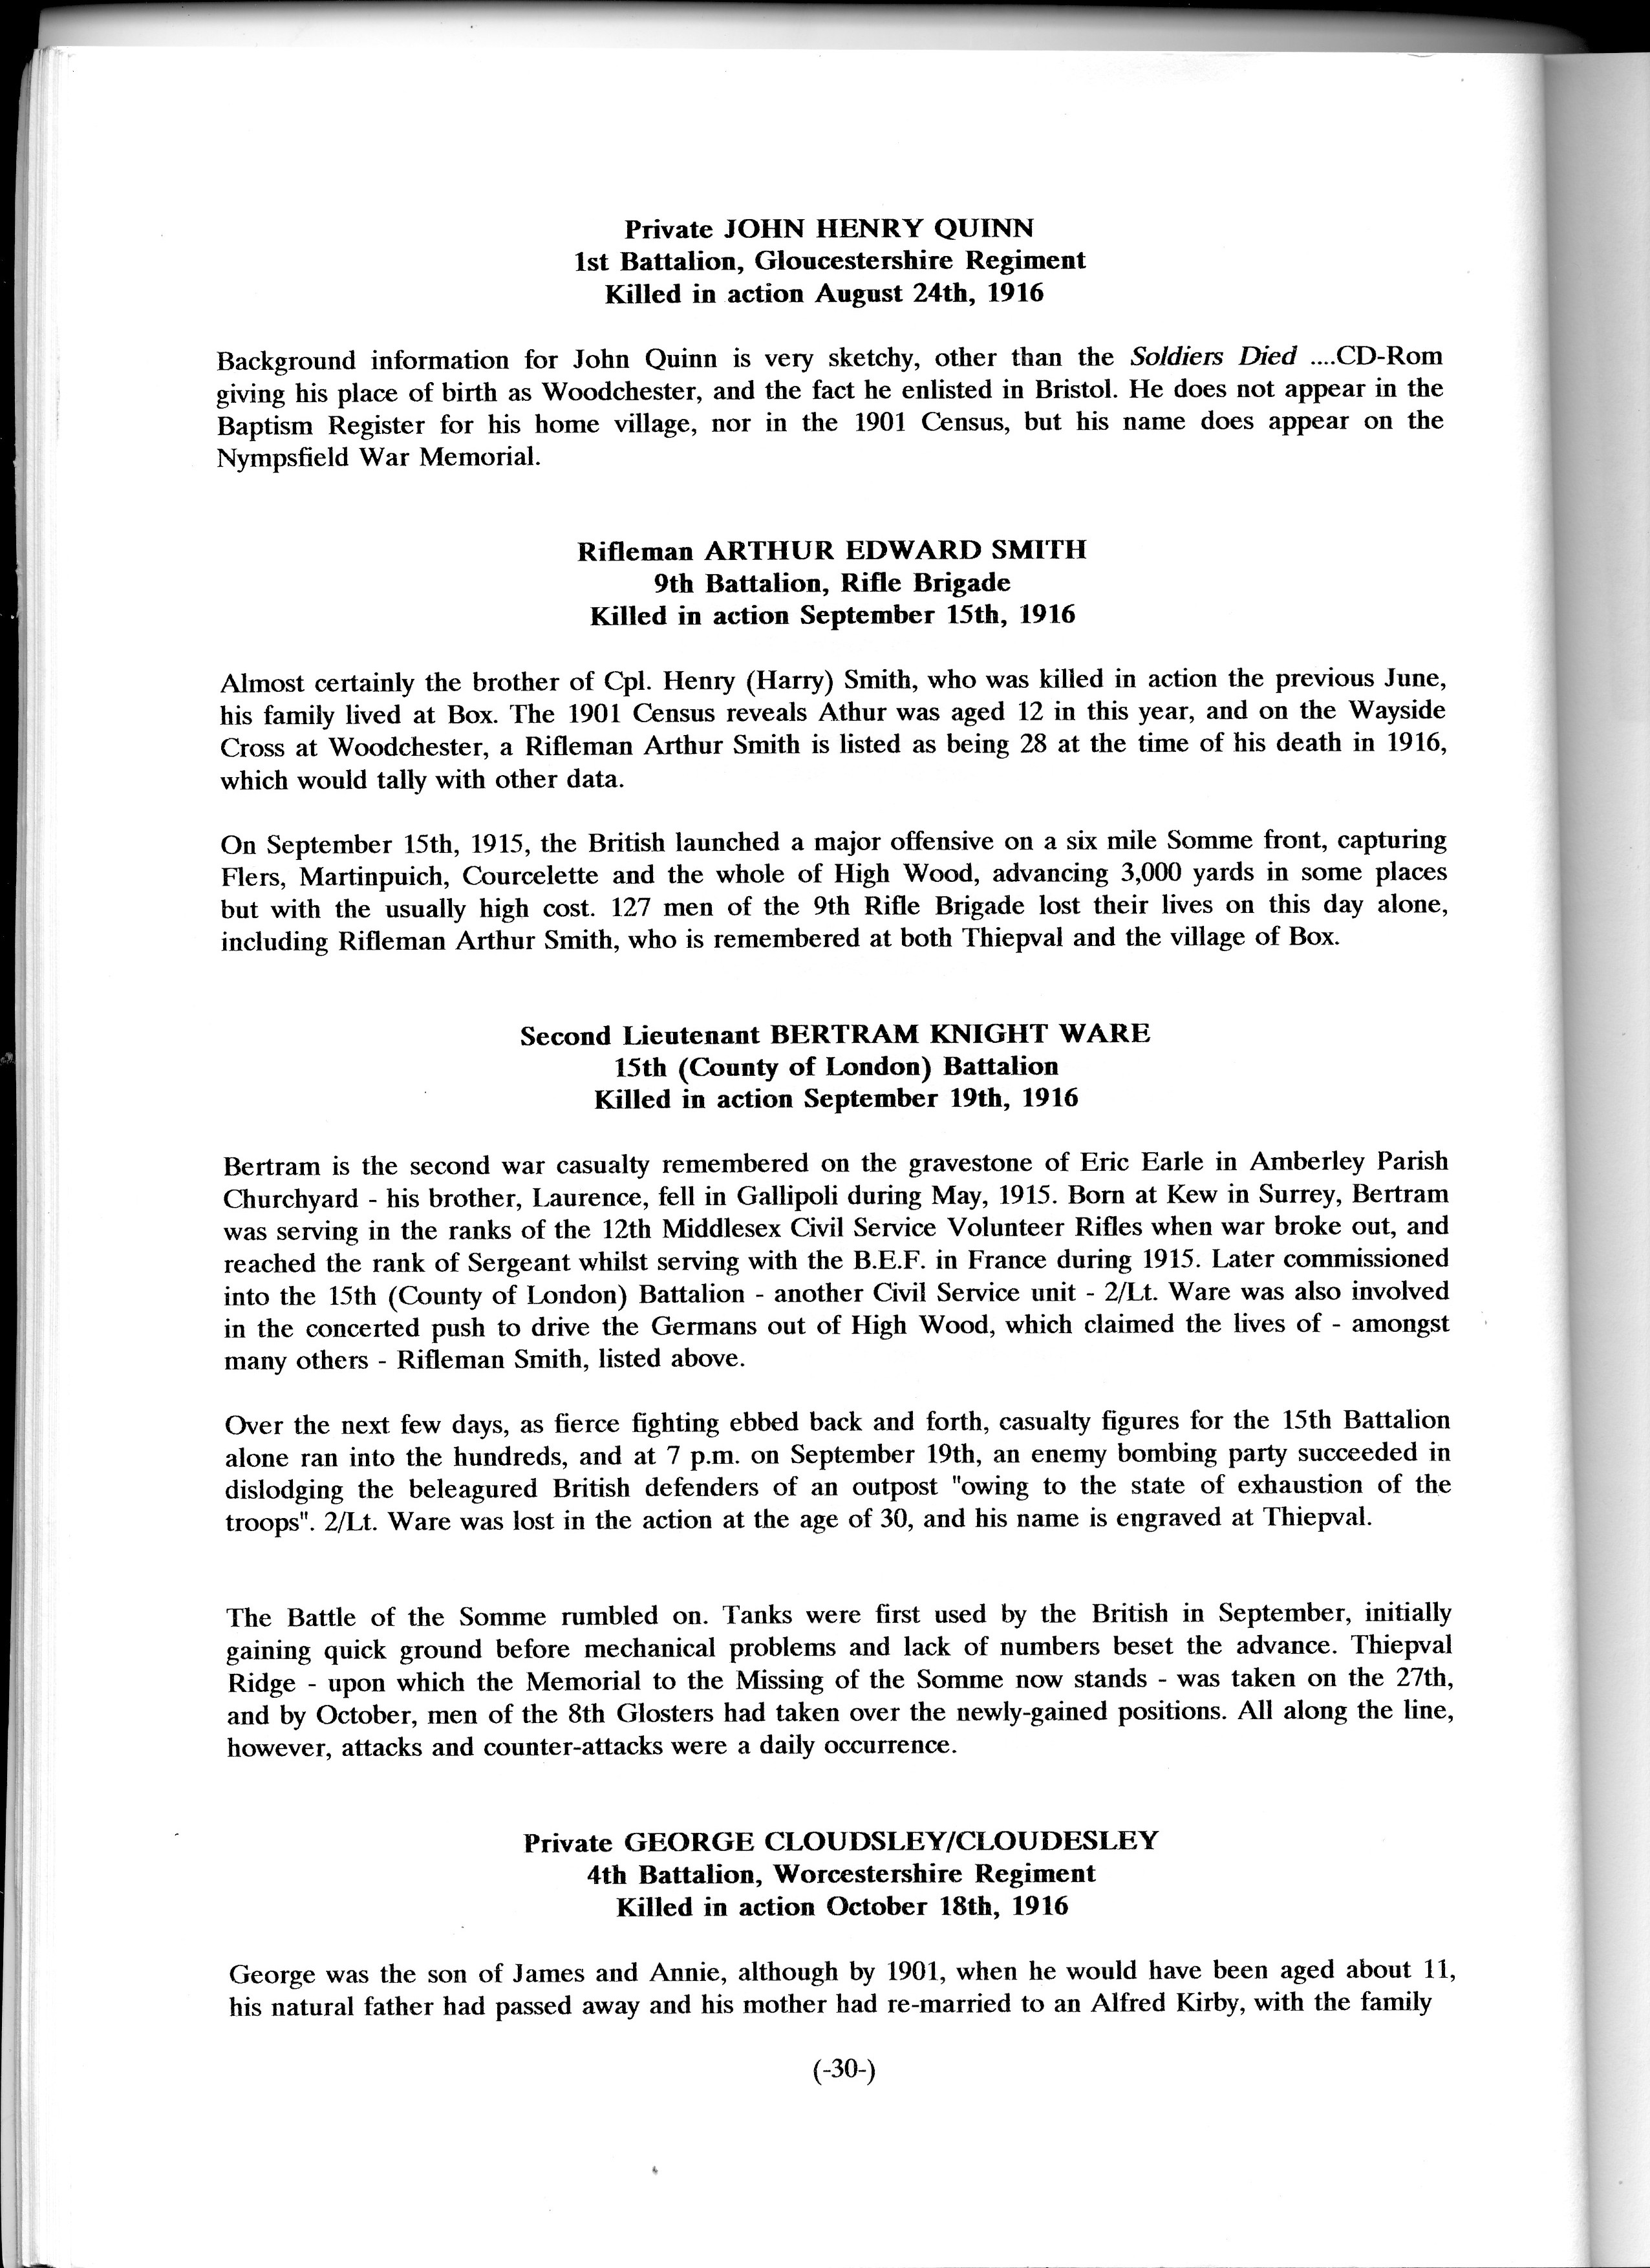 Private JOHN HENRY QUINN
1st Battalion, Gloucestershire Regiment
Killed in action August 24th, 1916
Background information for John Quinn is very sketchy, other than the Soldiers Died ....CD-Rom
giving his place of birth as Woodchester, and the fact he enlisted in Bristol. He does not appear in the
Baptism Register for his home village, nor in the 1901 Census, but his name does appear on the
Nympsfield War Memorial.
Rifleman ARTHUR EDWARD SMITH
9th Battalion, Rifle Brigade
Killed in action September 15th, 1916
Almost certainly the brother of Cpl. Henry (Harry) Smith, who was killed in action the previous June,
his family lived at Box. The 1901 Census reveals Athur was aged 12 in this year, and on the Wayside
Cross at Woodchester, a Rifleman Arthur Smith is listed as being 28 at the time of his death in 1916,
which would tally with other data.
On September 15th, 1915, the British launched a major offensive on a six mile Somme front, capturing
Flers, Martinpuich, Courcelette and the whole of High Wood, advancing 3,000 yards in some places
but with the usually high cost. 127 men of the 9th Rifle Brigade lost their lives on this day alone,
including Rifleman Arthur Smith, who is remembered at both Thiepval and the village of Box.
Second Lieutenant BERTRAM KNIGHT WARE
15th (County of London) Battalion
Killed in action September 19th, 1916
Bertram is the second war casualty remembered on the gravestone of Eric Earle in Amberley Parish
Churchyard - his brother, Laurence, fell in Gallipoli during May, 1915. Born at Kew in Surrey, Bertram
was serving in the ranks of the 12th Middlesex Civil Service Volunteer Rifles when war broke out, and
reached the rank of Sergeant whilst serving with the B.E.F. in France during 1915. Later commissioned
into the 15th (County of London) Battalion - another Civil Service unit - 2/Lt. Ware was also involved
in the concerted push to drive the Germans out of High Wood, which claimed the lives of - amongst
many others - Rifleman Smith, listed above.
Over the next few days, as fierce fighting ebbed back and forth, casualty figures for the 15th Battalion
alone ran into the hundreds, and at 7 p.m. on September 19th, an enemy bombing party succeeded in
dislodging the beleagured British defenders of an outpost "owing to the state of exhaustion of the
troops". 2/Lt. Ware was lost in the action at the age of 30, and his name is engraved at Thiepval.
The Battle of the Somme rumbled on. Tanks were first used by the British in September, initially
gaining quick ground before mechanical problems and lack of numbers beset the advance. Thiepval
Ridge - upon which the Memorial to the Missing of the Somme now stands - was taken on the 27th,
and by October, men of the 8th Glosters had taken over the newly-gained positions. All along the line,
however, attacks and counter-attacks were a daily occurrence.
Private GEORGE CLOUDSLEY/CLOUDESLEY
4th Battalion, Worcestershire Regiment
Killed in action October 18th, 1916
George was the son of James and Annie, although by 1901, when he would have been aged about 11,
his natural father had passed away and his mother had re-married to an Alfred Kirby, with the family
(-30-)